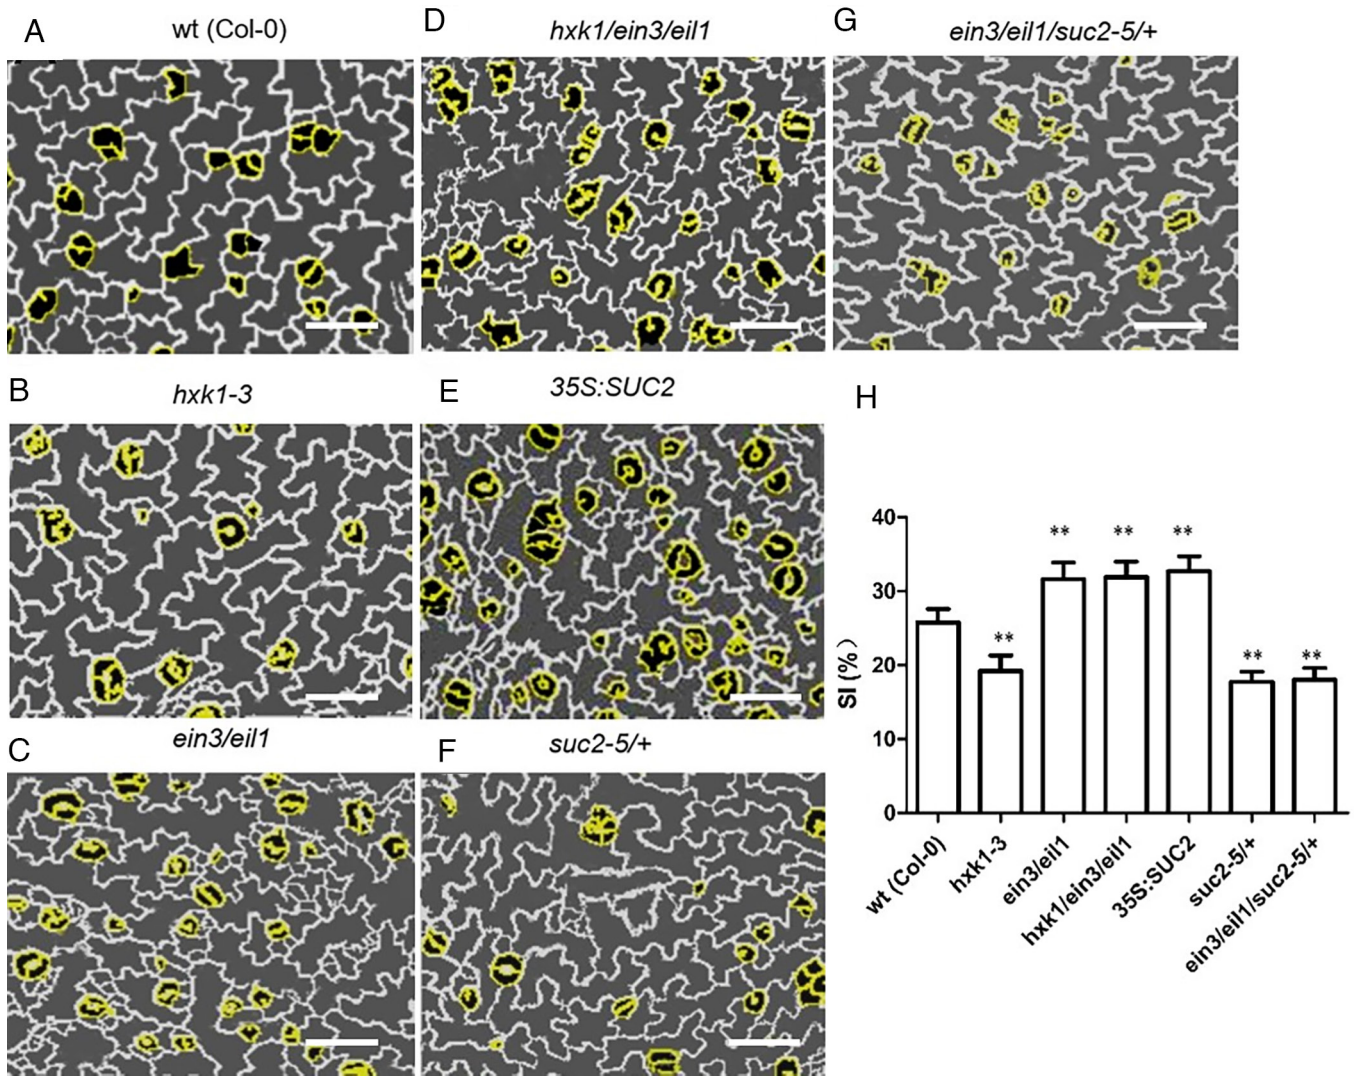 A
wt (Col-0)
D
hxk1/ein3/eil1
G
ein3/eil1/suc2-5/+
B
hxk1-3
E
35S:SUC2
C
ein3/eil1
F
suc2-5/+
H
SI (%)
40
30
20
10
0
**
**
**
**
**
**
wt (Col-0)
hxk1-3
ein3/eil1
hxk1/ein3/eil1
35S:SUC2
suc2-5/+
ein3/eil1/suc2-5/+